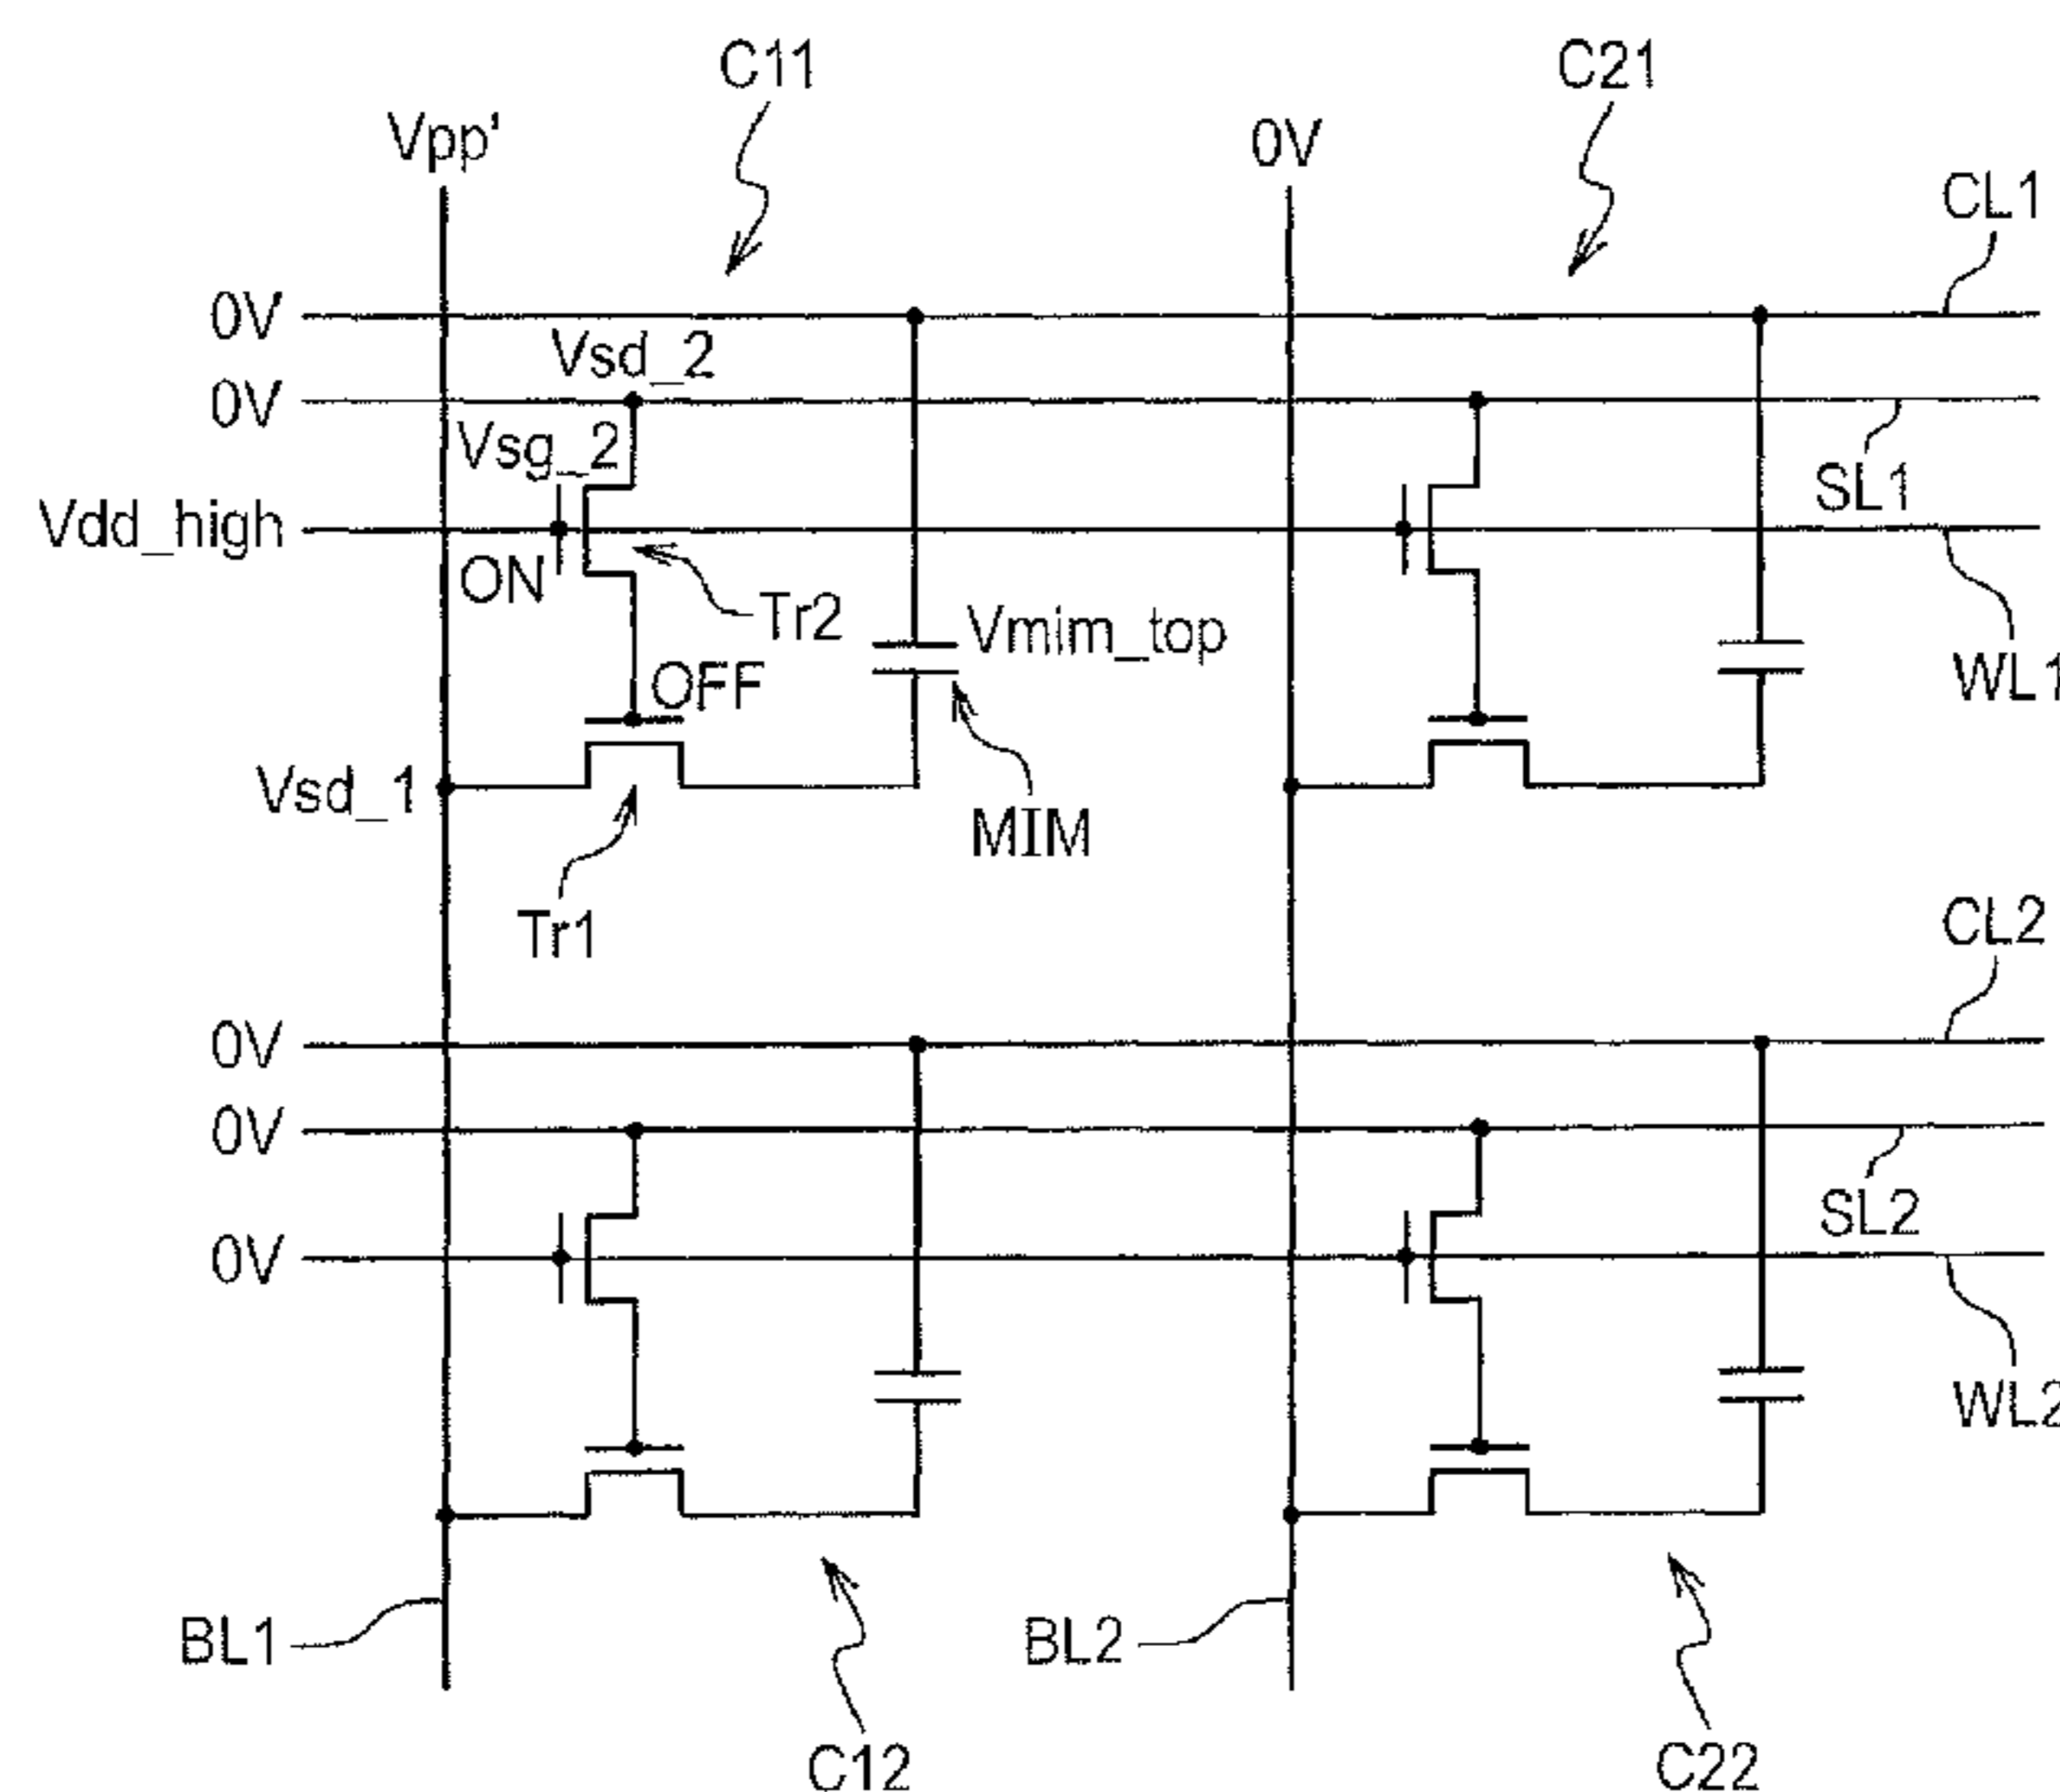 C11
C21
Vpp'
0V
CL1
0V
Vsd_2
0V
Vsg_2
SL1
Vdd_high
ON
Tr2
Vmim_top
OFF
WL1
Vsd_1
MIM
Tr1
CL2
0V
0V
SL2
0V
WL2
BL1
BL2
C12
C22